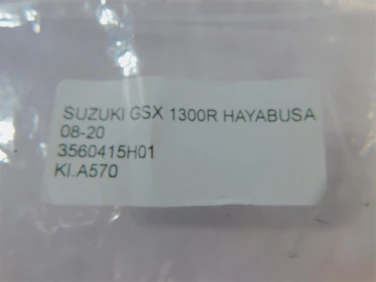 SUZUKI GSX 1300R HAYABUSA
08-20
3560415H01
KI.A570